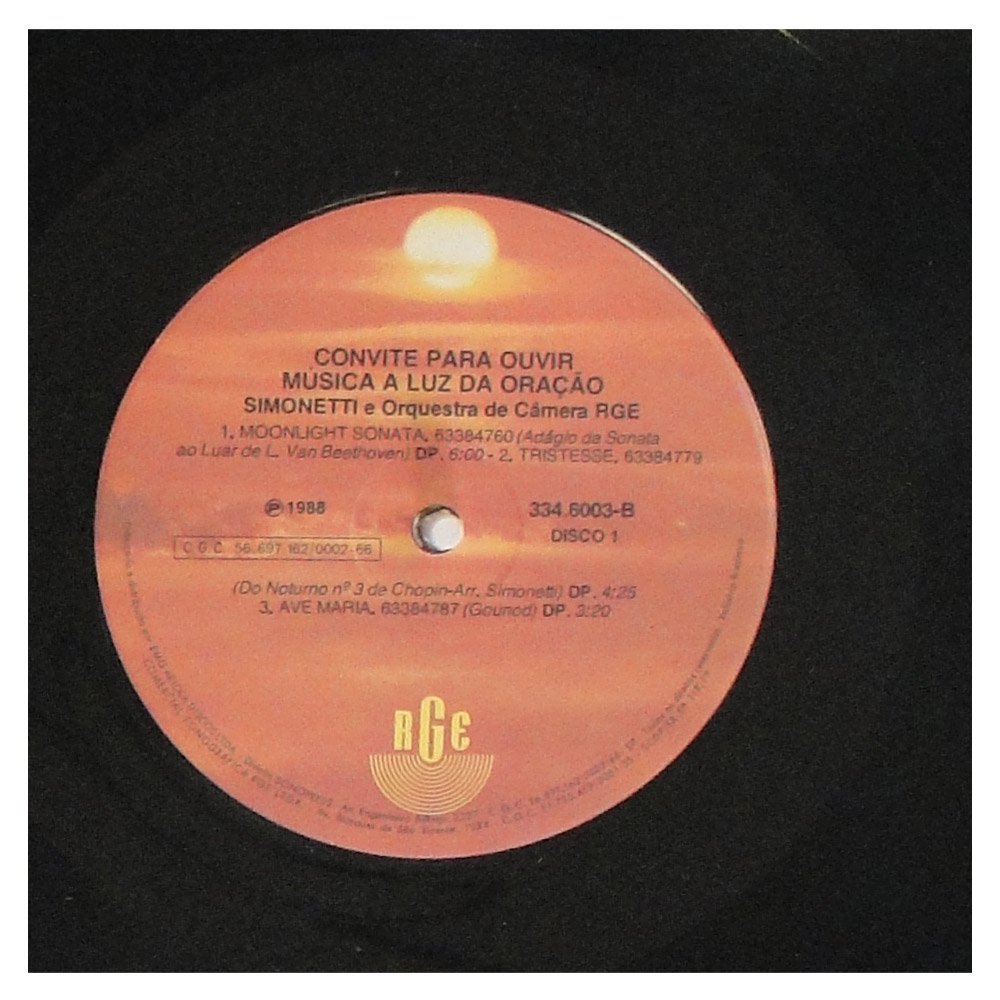 CONVITE PARA OUVIR
MUSICA A LUZ DA ORAÇÃO
SIMONETTI e Orquestra de Câmera RGE
1. MOONLIGHT SONATA, 63384760 (Adágio da Sonata
ao Luar de L. Van Beethoven) DP. 6:00 - 2. TRISTESSE, 63384779
℗ 1988
334.6003-B
DISCO 1
C G C 56 697 162/0002-66
(Do Noturno nº 3 de Chopin-Arr. Simonetti) DP. 4:25
3. AVE MARIA, 63384787 (Gounod) DP. 3:20
RGE